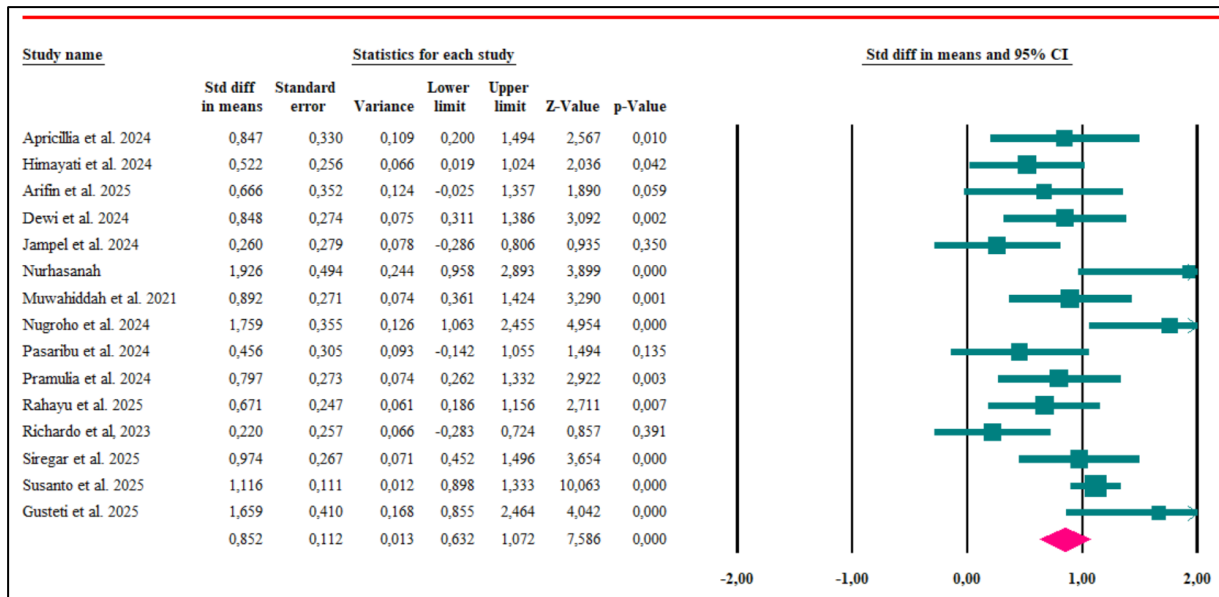 Study name Statistics for each study Std diff in means and 95% CI
Std diff in means Standard error Variance Lower limit Upper limit Z-Value p-Value
Apricillia et al. 2024 0,847 0,330 0,109 0,200 1,494 2,567 0,010
Himayati et al. 2024 0,522 0,256 0,066 0,019 1,024 2,036 0,042
Arifin et al. 2025 0,666 0,352 0,124 -0,025 1,357 1,890 0,059
Dewi et al. 2024 0,848 0,274 0,075 0,311 1,386 3,092 0,002
Jampel et al. 2024 0,260 0,279 0,078 -0,286 0,806 0,935 0,350
Nurhasanah 1,926 0,494 0,244 0,958 2,893 3,899 0,000
Muwahiddah et al. 2021 0,892 0,271 0,074 0,361 1,424 3,290 0,001
Nugroho et al. 2024 1,759 0,355 0,126 1,063 2,455 4,954 0,000
Pasaribu et al. 2024 0,456 0,305 0,093 -0,142 1,055 1,494 0,135
Pramulia et al. 2024 0,797 0,273 0,074 0,262 1,332 2,922 0,003
Rahayu et al. 2025 0,671 0,247 0,061 0,186 1,156 2,711 0,007
Richardo et al, 2023 0,220 0,257 0,066 -0,283 0,724 0,857 0,391
Siregar et al. 2025 0,974 0,267 0,071 0,452 1,496 3,654 0,000
Susanto et al. 2025 1,116 0,111 0,012 0,898 1,333 10,063 0,000
Gusteti et al. 2025 1,659 0,410 0,168 0,855 2,464 4,042 0,000
0,852 0,112 0,013 0,632 1,072 7,586 0,000
-2,00 -1,00 0,00 1,00 2,00